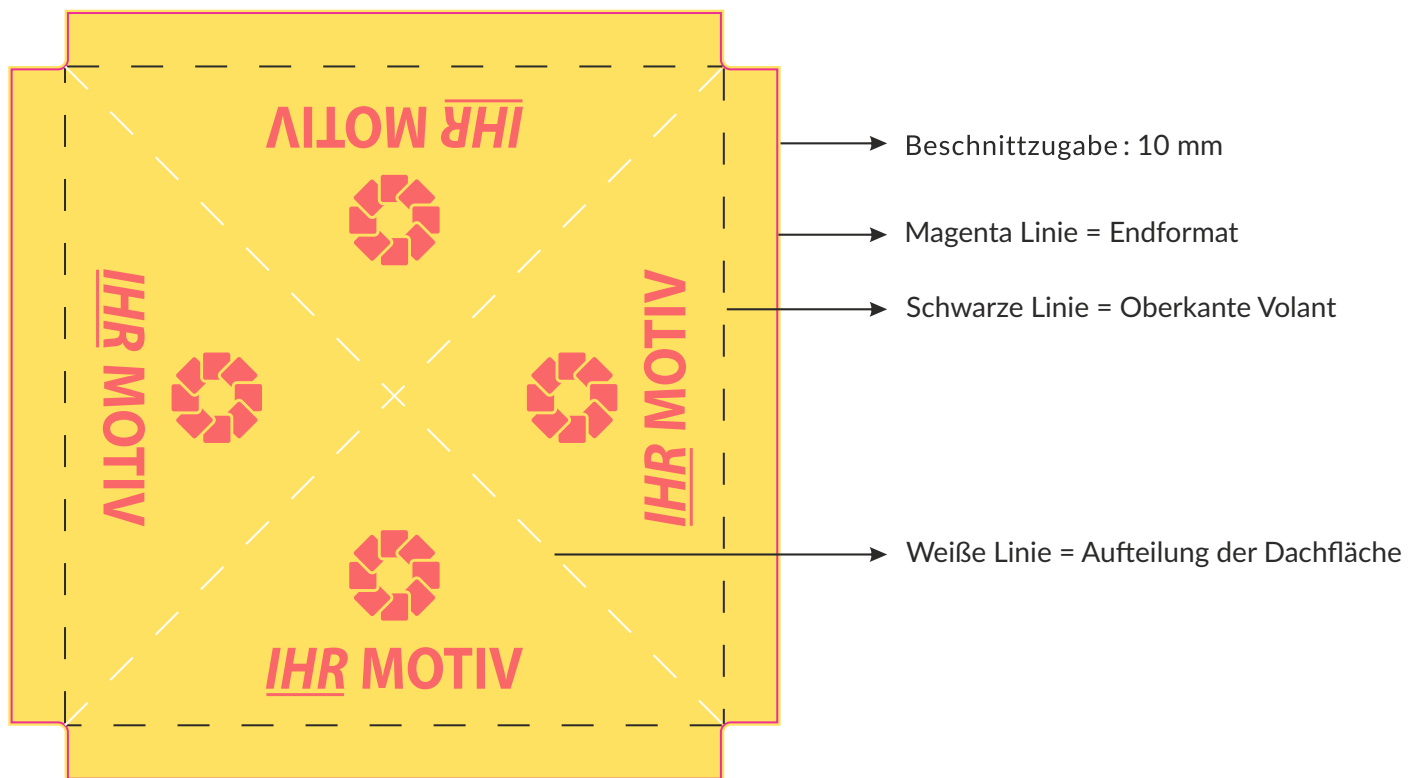 IHR MOTIV
Beschnittzugabe: 10 mm
Magenta Linie = Endformat
IHR MOTIV
IHR MOTIV
Schwarze Linie = Oberkante Volant
Weiße Linie = Aufteilung der Dachfläche
IHR MOTIV